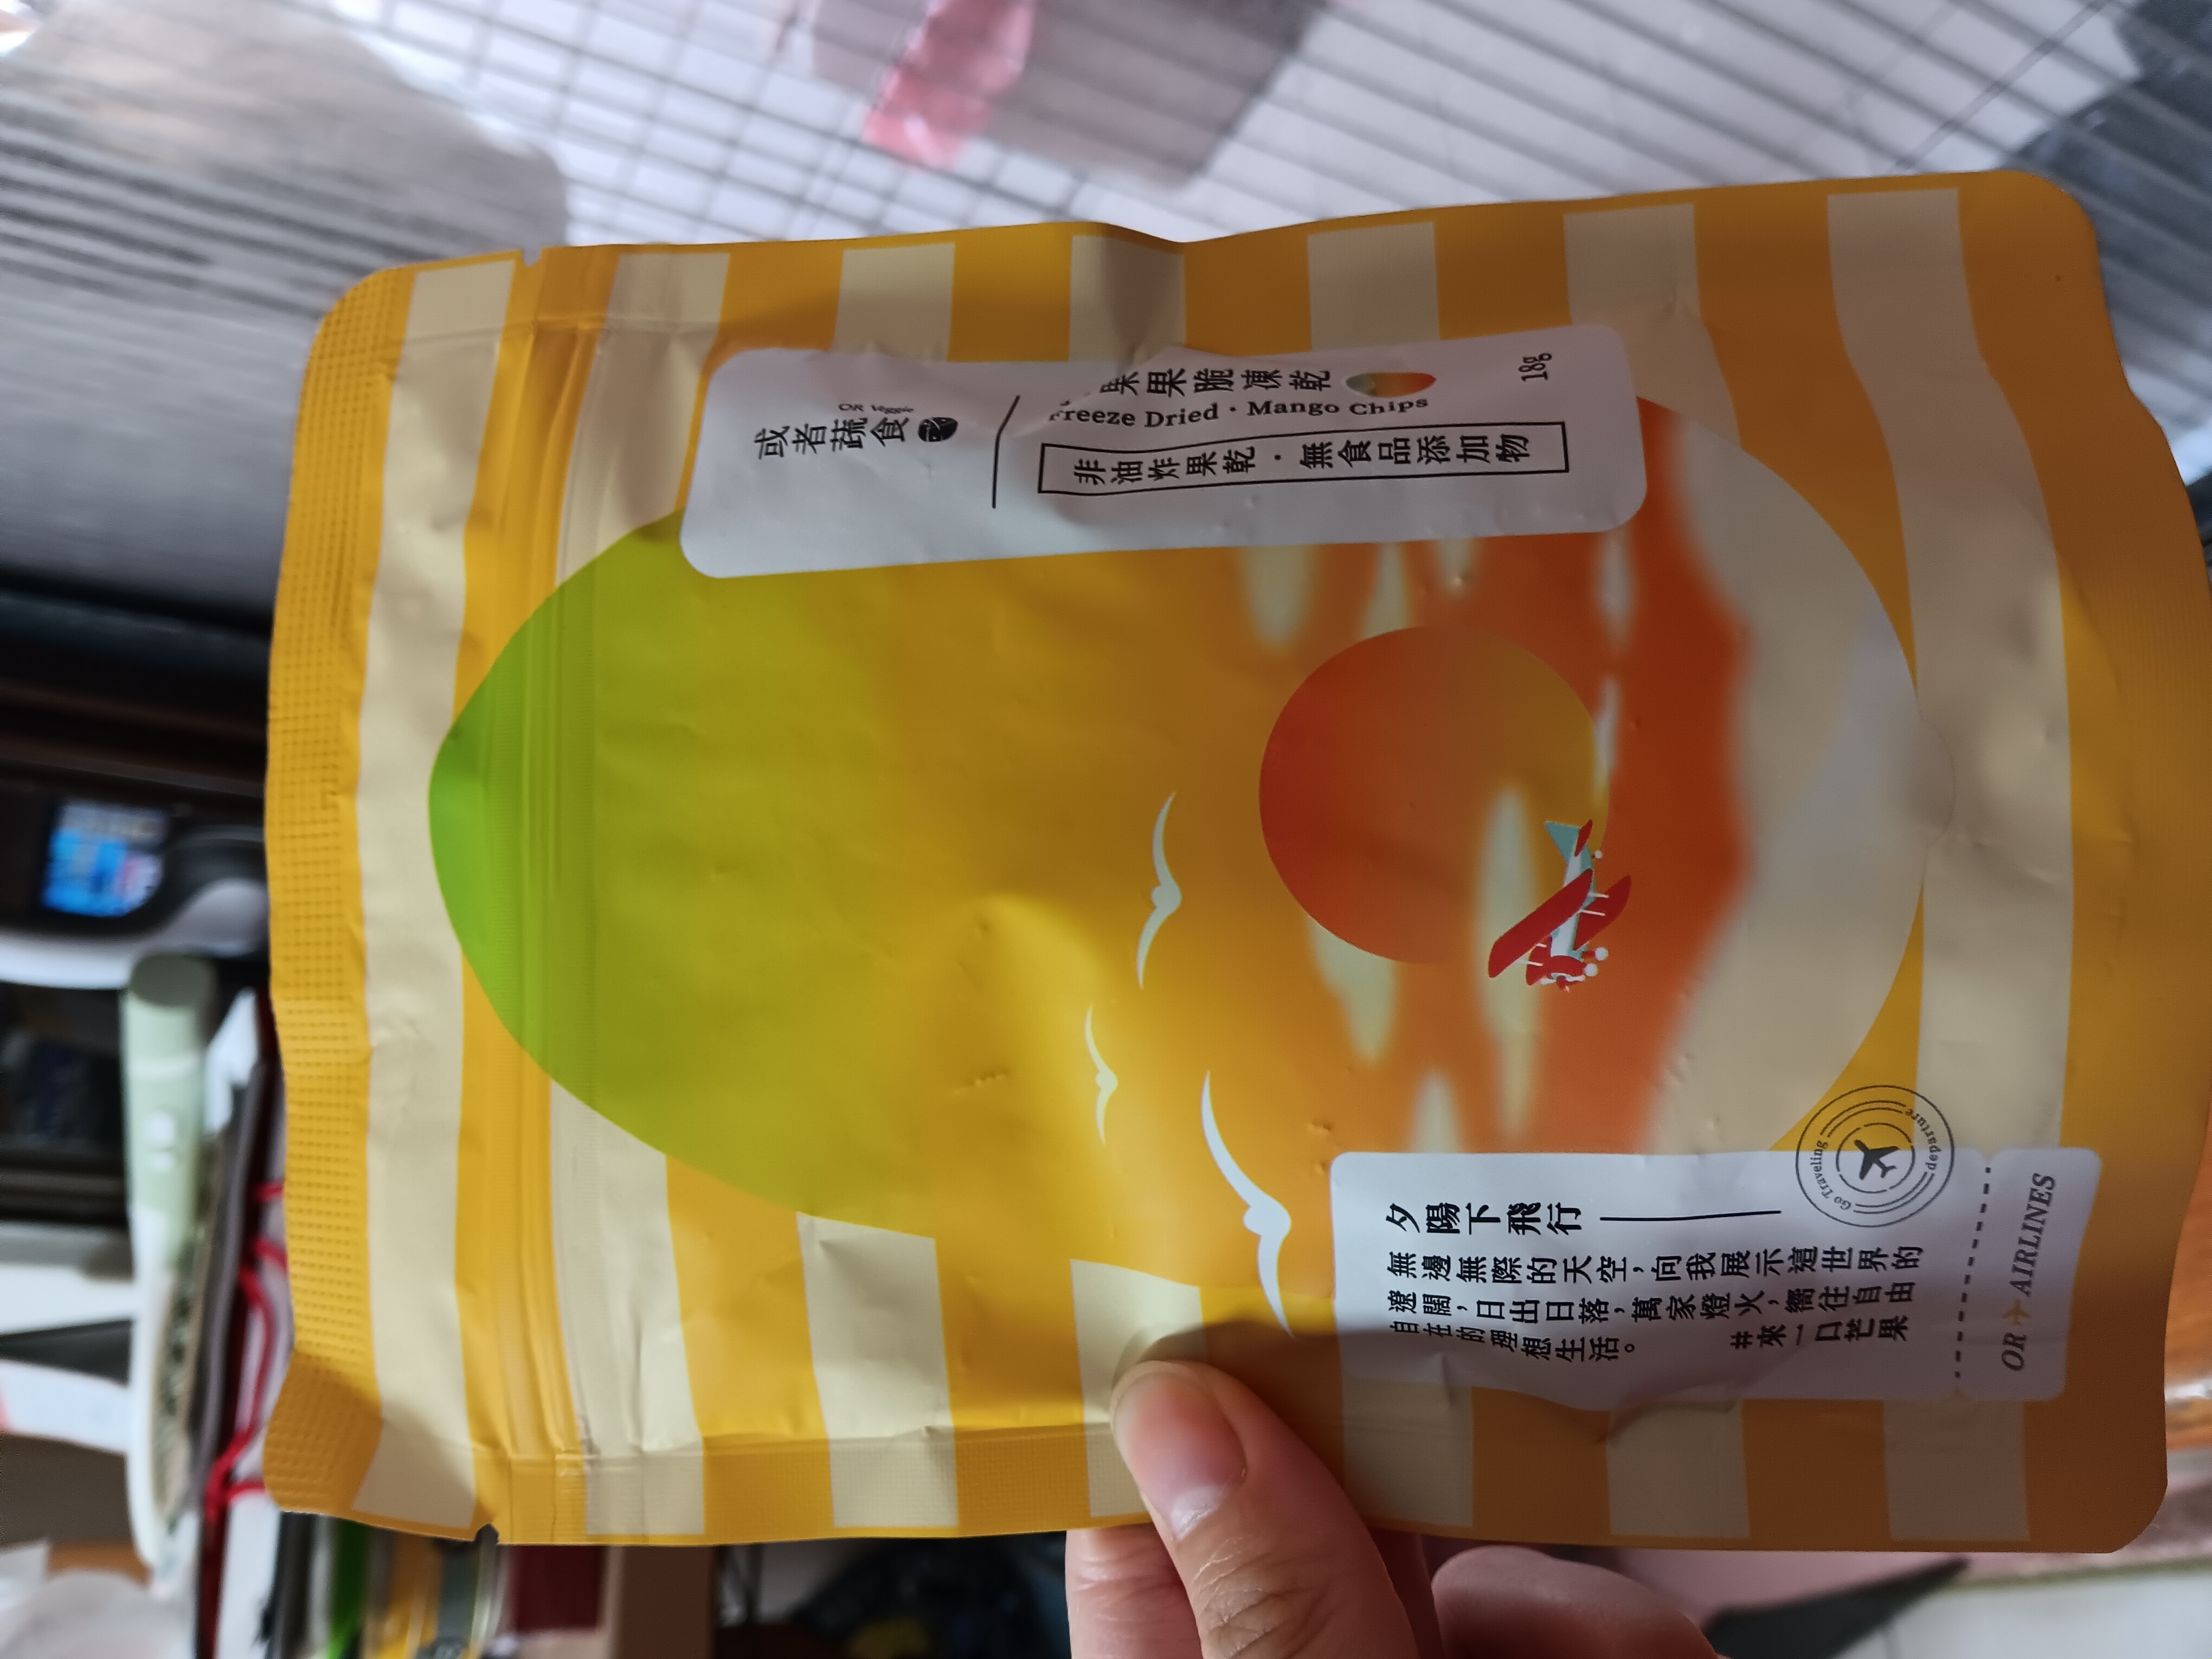 OR Veggie
或者蔬食
果果脆凍乾
Freeze Dried · Mango Chips
非油炸果乾·無食品添加物
18g
夕陽下飛行
無邊無際的天空，向我展示這世界的
遼闊，日出日落，萬家燈火，嚮往自由
自在的理想生活。 #來一口芒果
Go Traveling
departure
OR AIRLINES